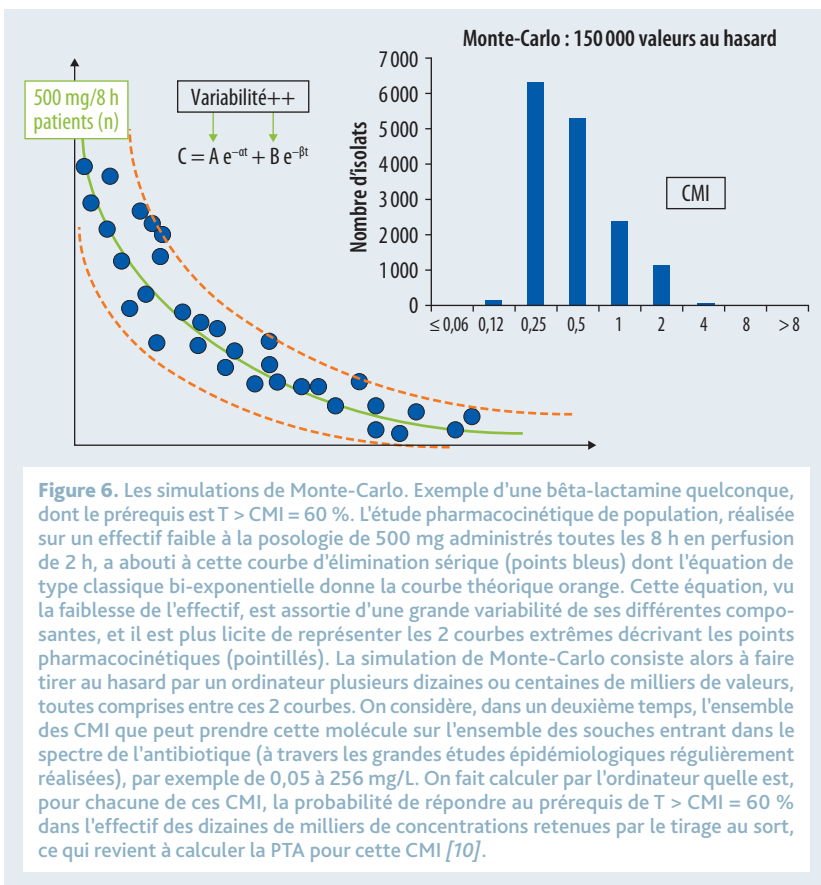 Monte-Carlo : 150 000 valeurs au hasard
500 mg/8 h
patients (n)
Variabilité++
C = A e–αt + B e–βt
Nombre d'isolats
7 000
6 000
5 000
4 000
3 000
2 000
1 000
0
CMI
≤ 0,06 0,12 0,25 0,5 1 2 4 8 > 8
Figure 6. Les simulations de Monte-Carlo. Exemple d'une bêta-lactamine quelconque,
dont le prérequis est T > CMI = 60 %. L'étude pharmacocinétique de population, réalisée
sur un effectif faible à la posologie de 500 mg administrés toutes les 8 h en perfusion
de 2 h, a abouti à cette courbe d'élimination sérique (points bleus) dont l'équation de
type classique bi-exponentielle donne la courbe théorique orange. Cette équation, vu
la faiblesse de l'effectif, est assortie d'une grande variabilité de ses différentes compo-
santes, et il est plus licite de représenter les 2 courbes extrêmes décrivant les points
pharmacocinétiques (pointillés). La simulation de Monte-Carlo consiste alors à faire
tirer au hasard par un ordinateur plusieurs dizaines ou centaines de milliers de valeurs,
toutes comprises entre ces 2 courbes. On considère, dans un deuxième temps, l'ensemble
des CMI que peut prendre cette molécule sur l'ensemble des souches entrant dans le
spectre de l'antibiotique (à travers les grandes études épidémiologiques régulièrement
réalisées), par exemple de 0,05 à 256 mg/L. On fait calculer par l'ordinateur quelle est,
pour chacune de ces CMI, la probabilité de répondre au prérequis de T > CMI = 60 %
dans l'effectif des dizaines de milliers de concentrations retenues par le tirage au sort,
ce qui revient à calculer la PTA pour cette CMI [10].